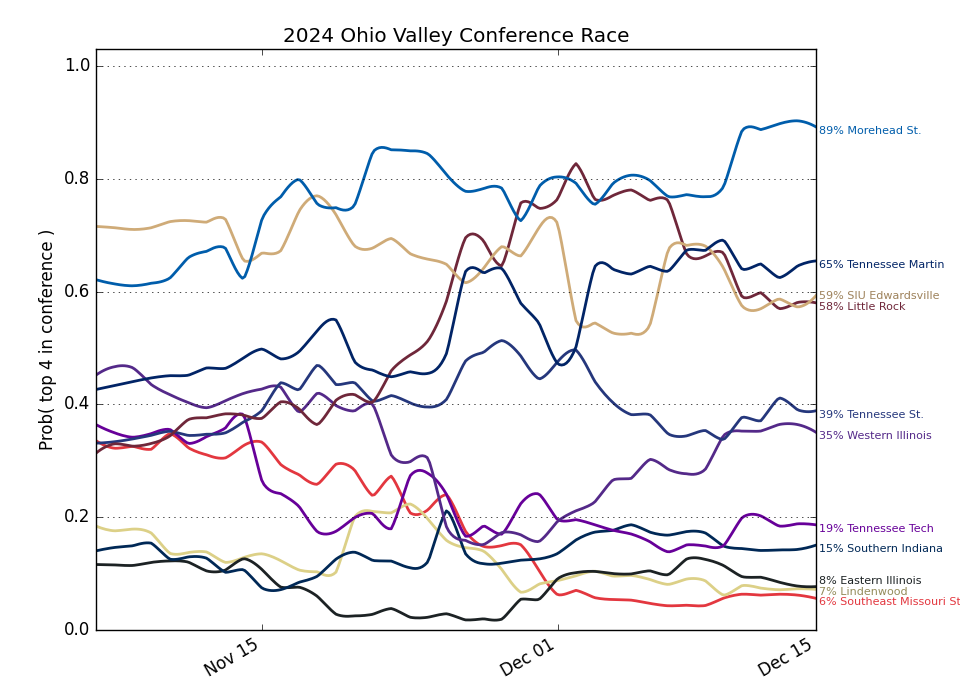 2024 Ohio Valley Conference Race
Prob( top 4 in conference )
1.0
0.8
0.6
0.4
0.2
0.0
Nov 15
Dec 01
Dec 15
89% Morehead St.
65% Tennessee Martin
59% SIU Edwardsville
58% Little Rock
39% Tennessee St.
35% Western Illinois
19% Tennessee Tech
15% Southern Indiana
8% Eastern Illinois
7% Lindenwood
6% Southeast Missouri St